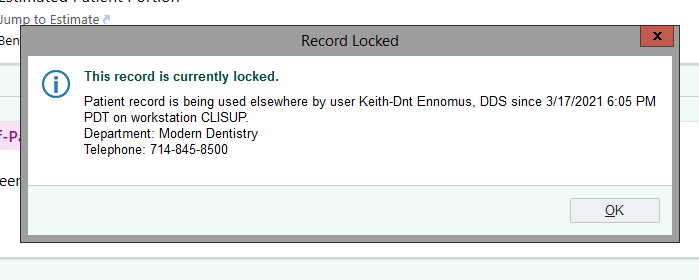 Estimated Patient Portion
Jump to Estimate
Ben
Record Locked
x
This record is currently locked.
Patient record is being used elsewhere by user Keith-Dnt Ennomus, DDS since 3/17/2021 6:05 PM
PDT on workstation CLISUP.
Department: Modern Dentistry
Telephone: 714-845-8500
f-Pa
een
OK